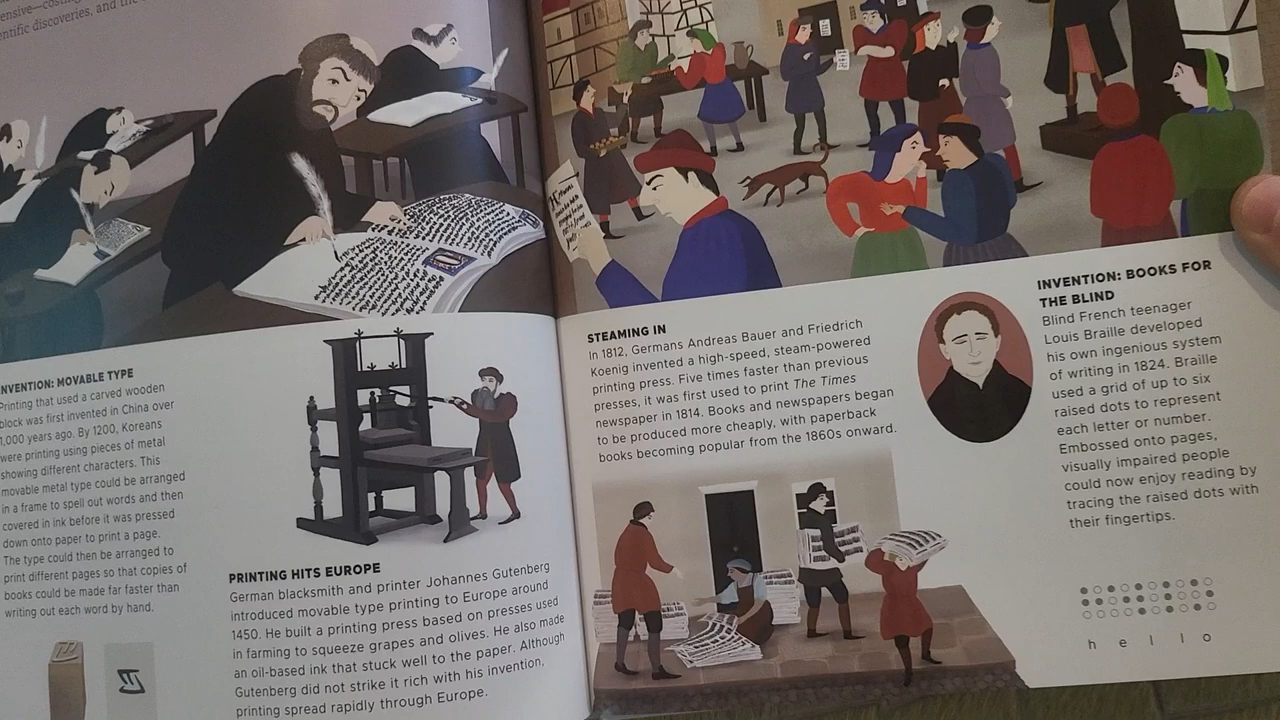 ensive—costing
entific discoveries, and the
NVENTION: MOVABLE TYPE
Printing that used a carved wooden
block was first invented in China over
1,000 years ago. By 1200, Koreans
were printing using pieces of metal
showing different characters. This
movable metal type could be arranged
in a frame to spell out words and then
covered in ink before it was pressed
down onto paper to print a page.
The type could then be arranged to
print different pages so that copies of
books could be made far faster than
writing out each word by hand.
PRINTING HITS EUROPE
German blacksmith and printer Johannes Gutenberg
introduced movable type printing to Europe around
1450. He built a printing press based on presses used
in farming to squeeze grapes and olives. He also made
an oil-based ink that stuck well to the paper. Although
Gutenberg did not strike it rich with his invention,
printing spread rapidly through Europe.
STEAMING IN
In 1812, Germans Andreas Bauer and Friedrich
Koenig invented a high-speed, steam-powered
printing press. Five times faster than previous
presses, it was first used to print The Times
newspaper in 1814. Books and newspapers began
to be produced more cheaply, with paperback
books becoming popular from the 1860s onward.
INVENTION: BOOKS FOR
THE BLIND
Blind French teenager
Louis Braille developed
his own ingenious system
of writing in 1824. Braille
used a grid of up to six
raised dots to represent
each letter or number.
Embossed onto pages,
visually impaired people
could now enjoy reading by
tracing the raised dots with
their fingertips.
h e l l o